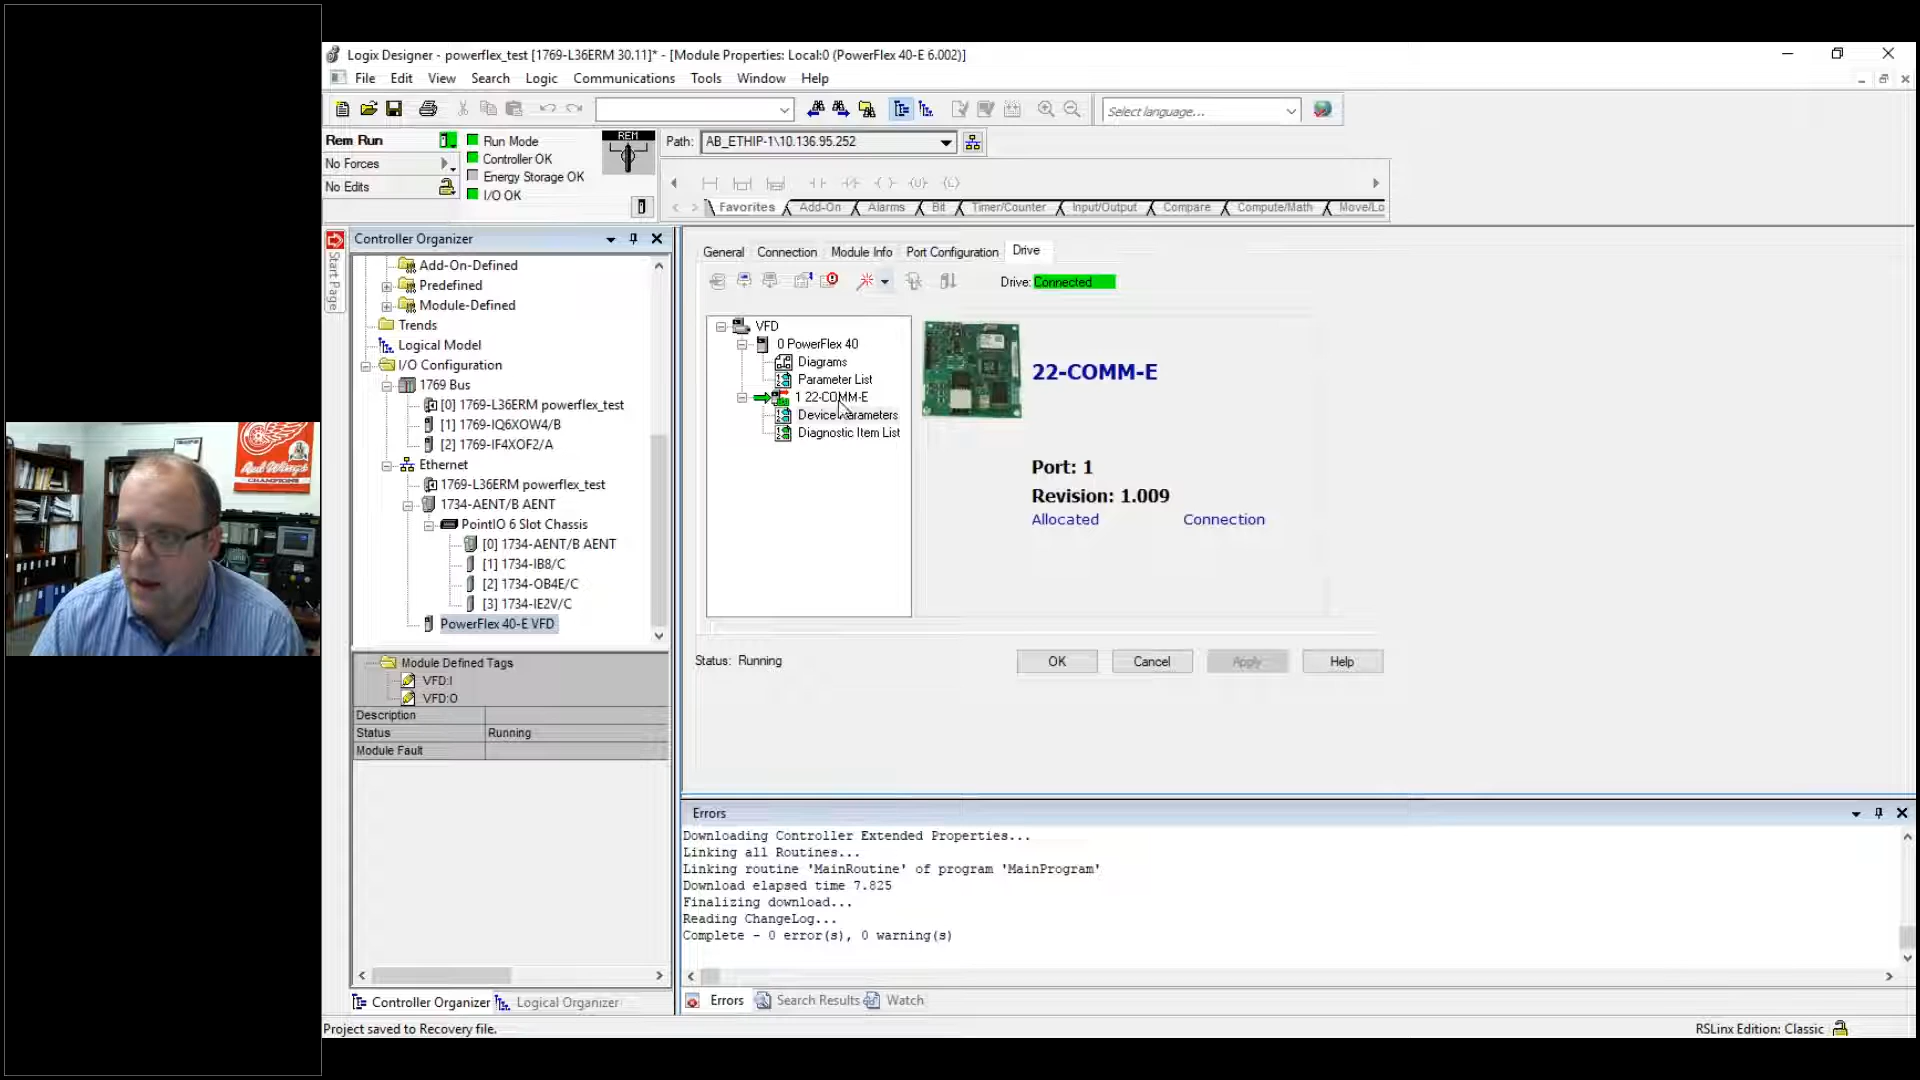 Logix Designer - powerflex_test [1769-L36ERM 30.11]* - [Module Properties: Local:0 (PowerFlex 40-E 6.002)]
File Edit View Search Logic Communications Tools Window Help
Select language...
Rem Run
No Forces
No Edits
Run Mode
Controller OK
Energy Storage OK
I/O OK
REM
Path: AB_ETHIP-1\10.136.95.252
Favorites Add-On Alarms Bit Timer/Counter Input/Output Compare Compute/Math Move/Lo
Start Page
Controller Organizer
Add-On-Defined
Predefined
Module-Defined
Trends
Logical Model
I/O Configuration
1769 Bus
[0] 1769-L36ERM powerflex_test
[1] 1769-IQ6XOW4/B
[2] 1769-IF4XOF2/A
Ethernet
1769-L36ERM powerflex_test
1734-AENT/B AENT
PointIO 6 Slot Chassis
[0] 1734-AENT/B AENT
[1] 1734-IB8/C
[2] 1734-OB4E/C
[3] 1734-IE2V/C
PowerFlex 40-E VFD
Module Defined Tags
VFD:I
VFD:O
Description
Status Running
Module Fault
Controller Organizer Logical Organizer
General Connection Module Info Port Configuration Drive
Drive: Connected
VFD
0 PowerFlex 40
Diagrams
Parameter List
1 22-COMM-E
Device Parameters
Diagnostic Item List
22-COMM-E
Port: 1
Revision: 1.009
Allocated Connection
Status: Running
OK Cancel Apply Help
Errors
Downloading Controller Extended Properties...
Linking all Routines...
Linking routine 'MainRoutine' of program 'MainProgram'
Download elapsed time 7.825
Finalizing download...
Reading ChangeLog...
Complete - 0 error(s), 0 warning(s)
Errors Search Results Watch
Project saved to Recovery file.
RSLinx Edition: Classic
Red Wings
CHAMPIONS